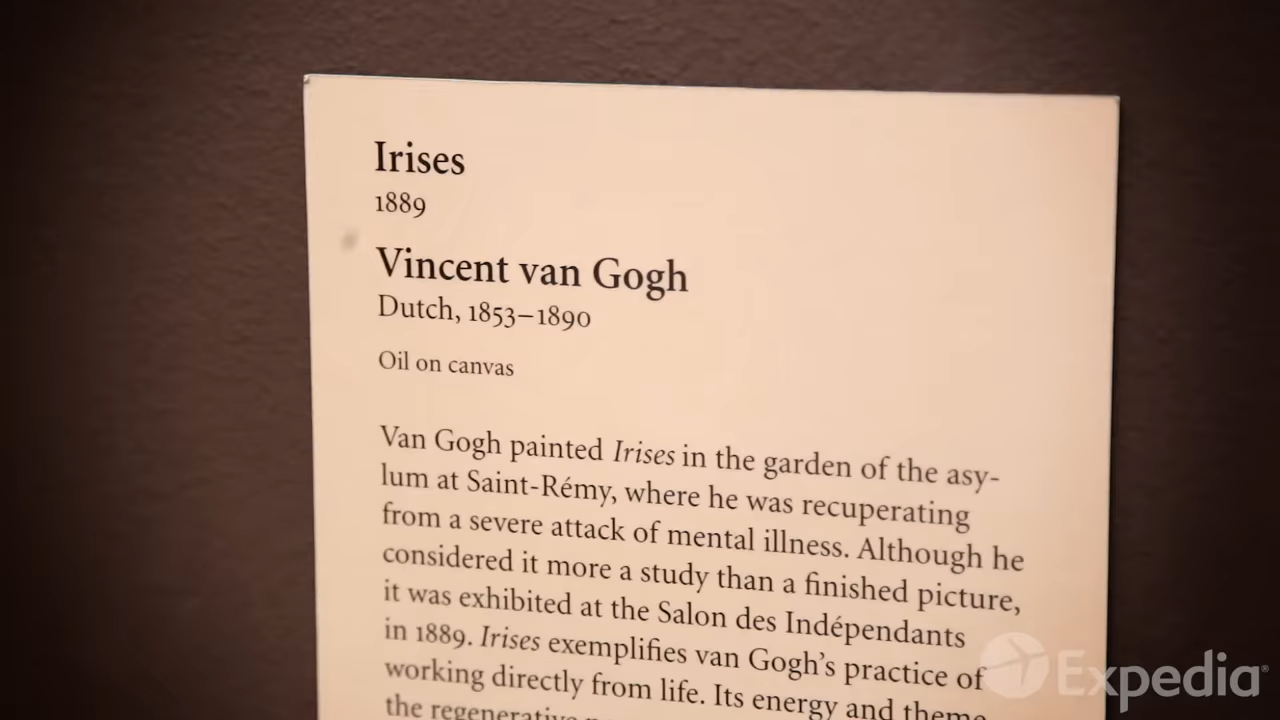 Irises
1889
Vincent van Gogh
Dutch, 1853–1890
Oil on canvas
Van Gogh painted Irises in the garden of the asy-
lum at Saint-Rémy, where he was recuperating
from a severe attack of mental illness. Although he
considered it more a study than a finished picture,
it was exhibited at the Salon des Indépendants
in 1889. Irises exemplifies van Gogh's practice of
working directly from life. Its energy and theme
the regenerative
Expedia®